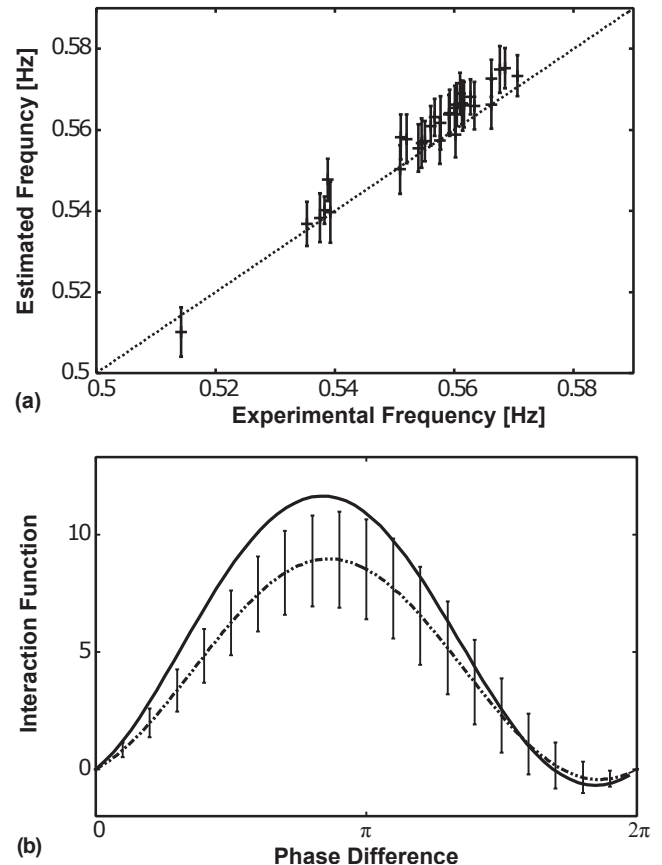 Estimated Frequncy [Hz]
0.58
0.56
0.54
0.52
0.5
0.5 0.52 0.54 0.56 0.58
(a)
Experimental Frequency [Hz]
Interaction Function
10
5
0
0 π 2π
(b)
Phase Difference